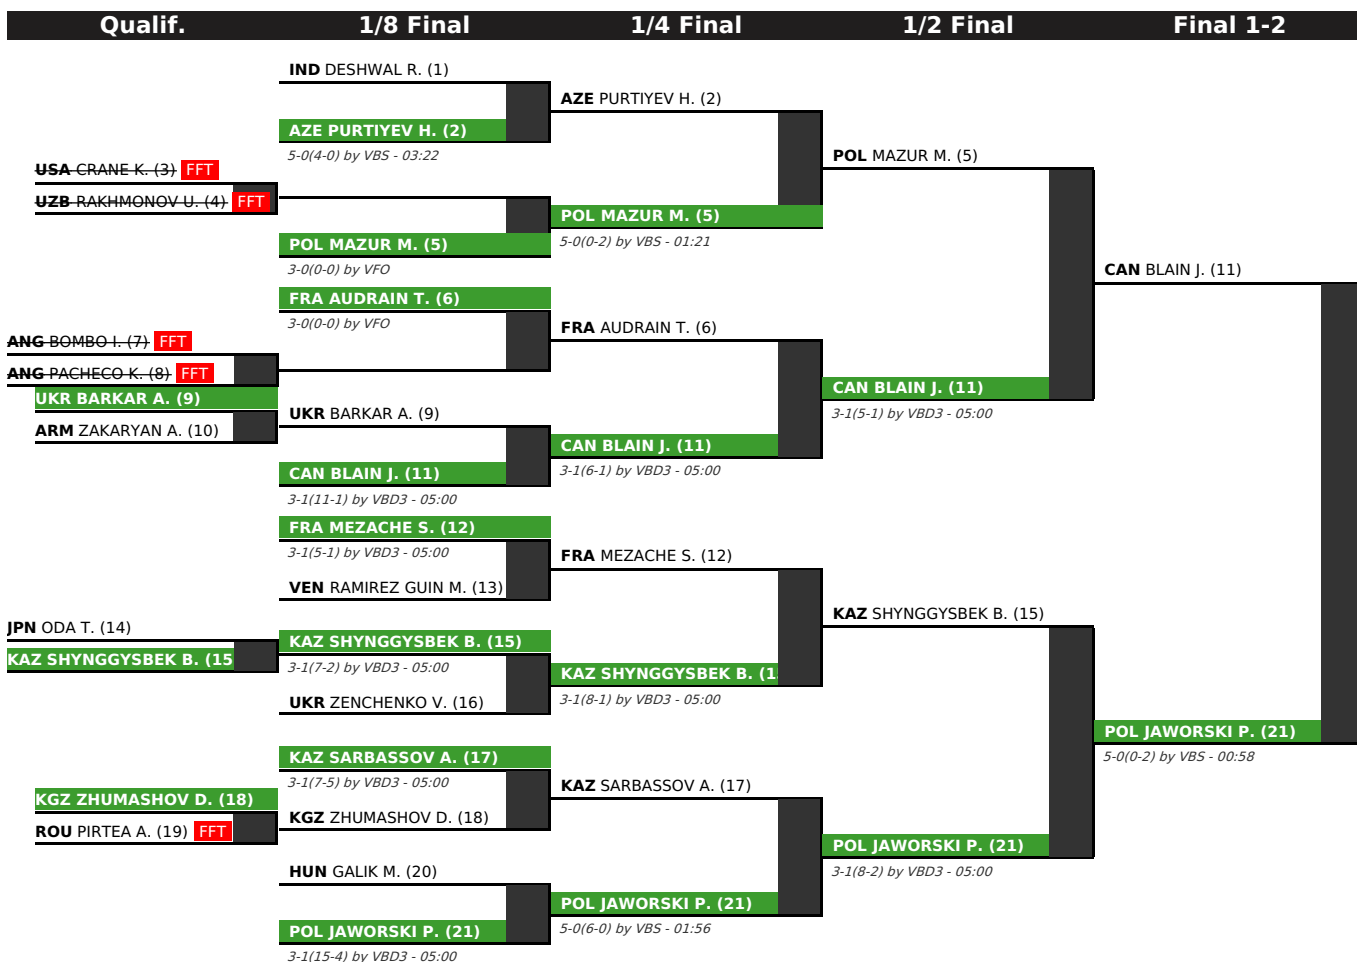 Qualif.
1/8 Final
1/4 Final
1/2 Final
Final 1-2
USA CRANE K. (3) FFT
UZB RAKHMONOV U. (4) FFT
ANG BOMBO I. (7) FFT
ANG PACHECO K. (8) FFT
UKR BARKAR A. (9)
ARM ZAKARYAN A. (10)
JPN ODA T. (14)
KAZ SHYNGGYSBEK B. (15
KGZ ZHUMASHOV D. (18)
ROU PIRTEA A. (19) FFT
IND DESHWAL R. (1)
AZE PURTIYEV H. (2)
5-0(4-0) by VBS - 03:22
POL MAZUR M. (5)
3-0(0-0) by VFO
FRA AUDRAIN T. (6)
3-0(0-0) by VFO
UKR BARKAR A. (9)
CAN BLAIN J. (11)
3-1(11-1) by VBD3 - 05:00
FRA MEZACHE S. (12)
3-1(5-1) by VBD3 - 05:00
VEN RAMIREZ GUIN M. (13)
KAZ SHYNGGYSBEK B. (15)
3-1(7-2) by VBD3 - 05:00
UKR ZENCHENKO V. (16)
KAZ SARBASSOV A. (17)
3-1(7-5) by VBD3 - 05:00
KGZ ZHUMASHOV D. (18)
HUN GALIK M. (20)
POL JAWORSKI P. (21)
3-1(15-4) by VBD3 - 05:00
AZE PURTIYEV H. (2)
POL MAZUR M. (5)
5-0(0-2) by VBS - 01:21
FRA AUDRAIN T. (6)
CAN BLAIN J. (11)
3-1(6-1) by VBD3 - 05:00
FRA MEZACHE S. (12)
KAZ SHYNGGYSBEK B. (1
3-1(8-1) by VBD3 - 05:00
KAZ SARBASSOV A. (17)
POL JAWORSKI P. (21)
5-0(6-0) by VBS - 01:56
POL MAZUR M. (5)
CAN BLAIN J. (11)
3-1(5-1) by VBD3 - 05:00
KAZ SHYNGGYSBEK B. (15)
POL JAWORSKI P. (21)
3-1(8-2) by VBD3 - 05:00
CAN BLAIN J. (11)
POL JAWORSKI P. (21)
5-0(0-2) by VBS - 00:58